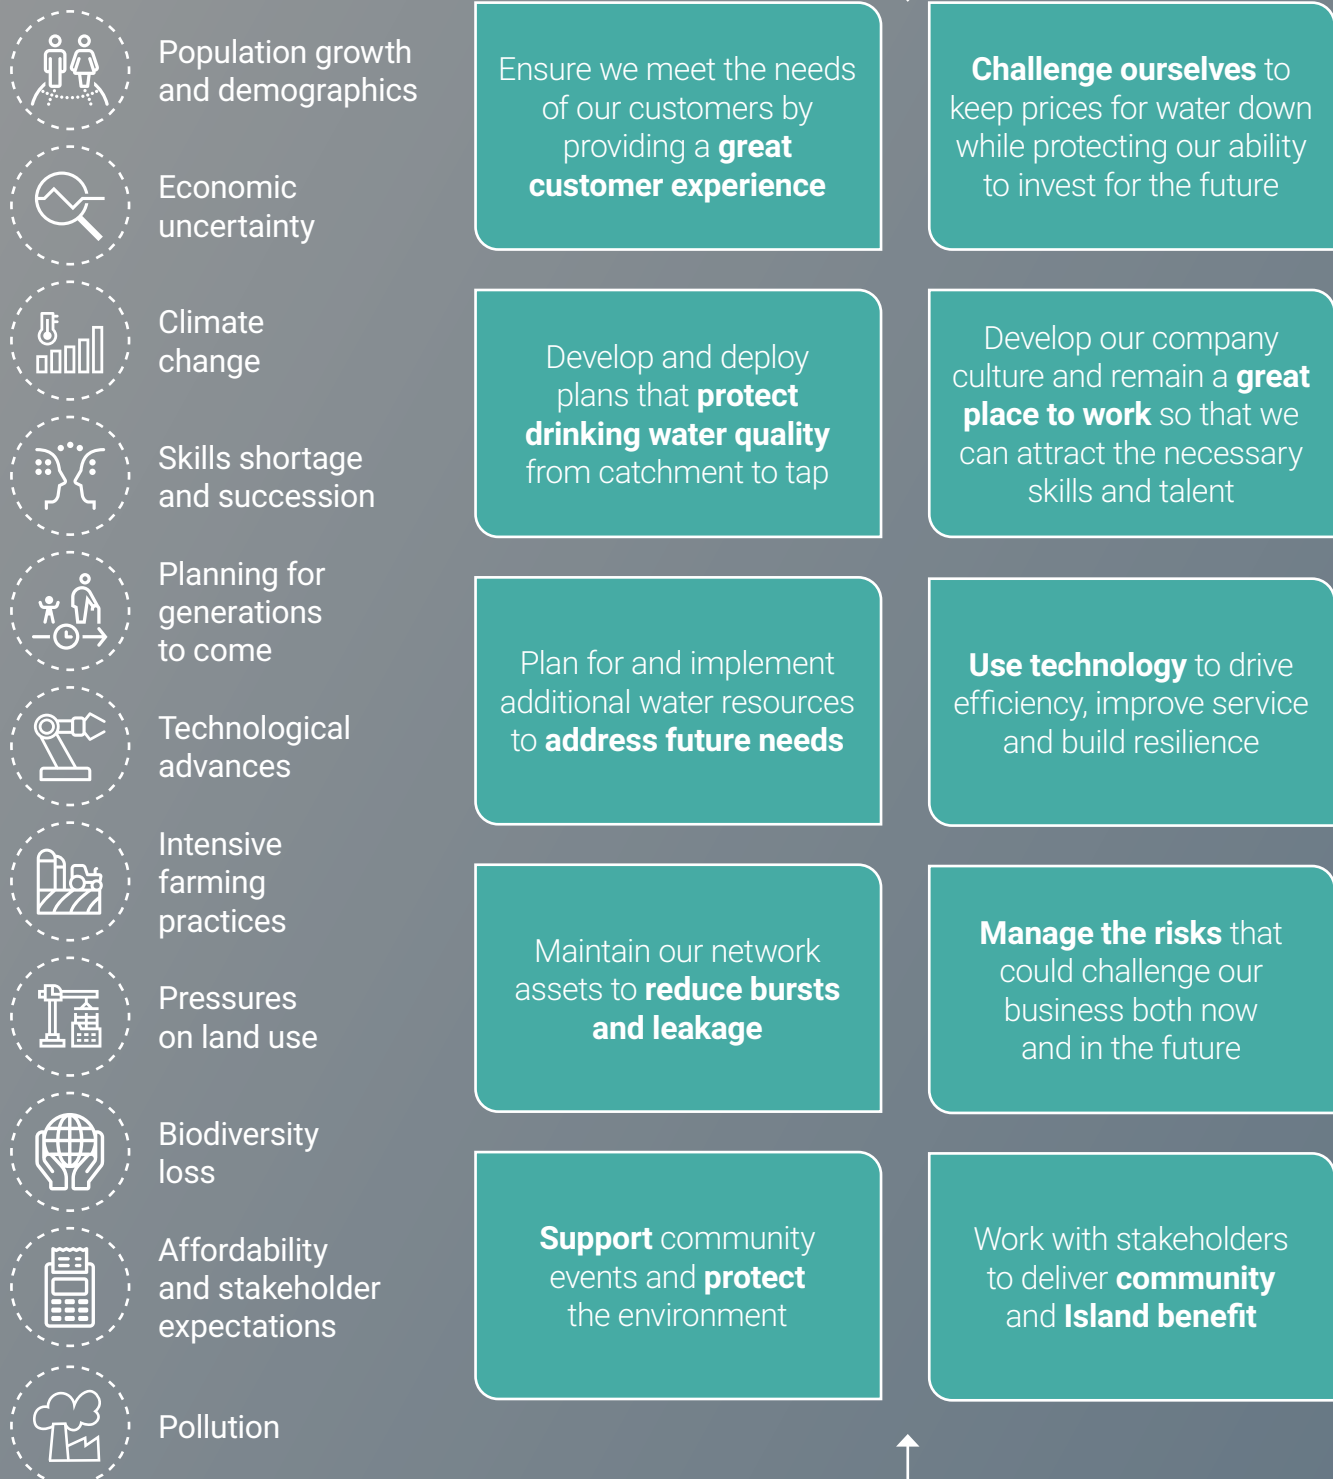 Population growth
and demographics
Economic
uncertainty
Climate
change
Skills shortage
and succession
Planning for
generations
to come
Technological
advances
Intensive
farming
practices
Pressures
on land use
Biodiversity
loss
Affordability
and stakeholder
expectations
Pollution
Ensure we meet the needs
of our customers by
providing a great
customer experience
Challenge ourselves to
keep prices for water down
while protecting our ability
to invest for the future
Develop and deploy
plans that protect
drinking water quality
from catchment to tap
Develop our company
culture and remain a great
place to work so that we
can attract the necessary
skills and talent
Plan for and implement
additional water resources
to address future needs
Use technology to drive
efficiency, improve service
and build resilience
Maintain our network
assets to reduce bursts
and leakage
Manage the risks that
could challenge our
business both now
and in the future
Support community
events and protect
the environment
Work with stakeholders
to deliver community
and Island benefit